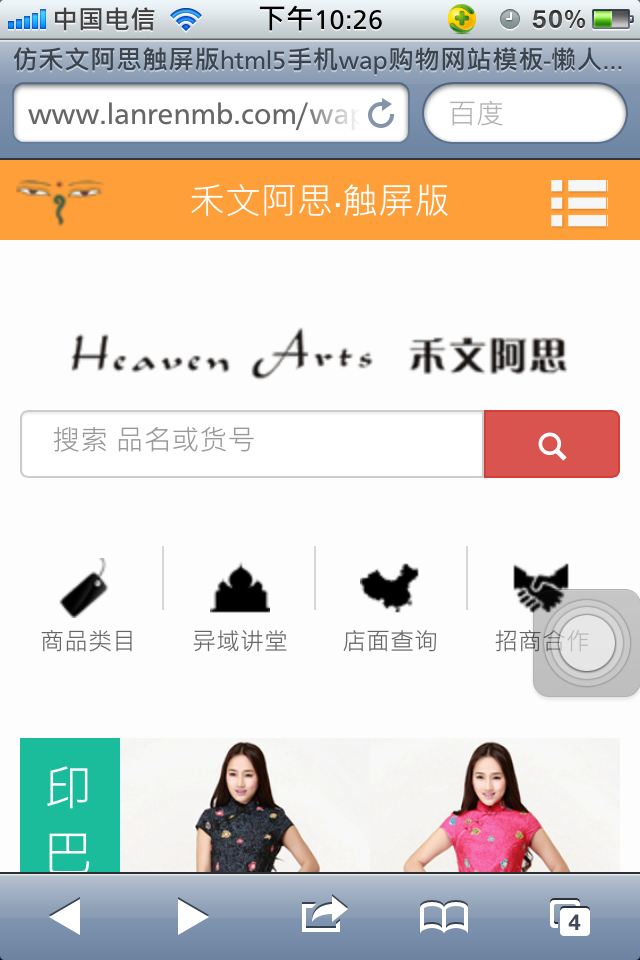 中国电信 下午10:26 50%
仿禾文阿思触屏版html5手机wap购物网站模板-懒人...
www.lanrenmb.com/wap
百度
禾文阿思·触屏版
Heaven Arts 禾文阿思
搜索 品名或货号
商品类目 异域讲堂 店面查询 招商合作
印
巴
4